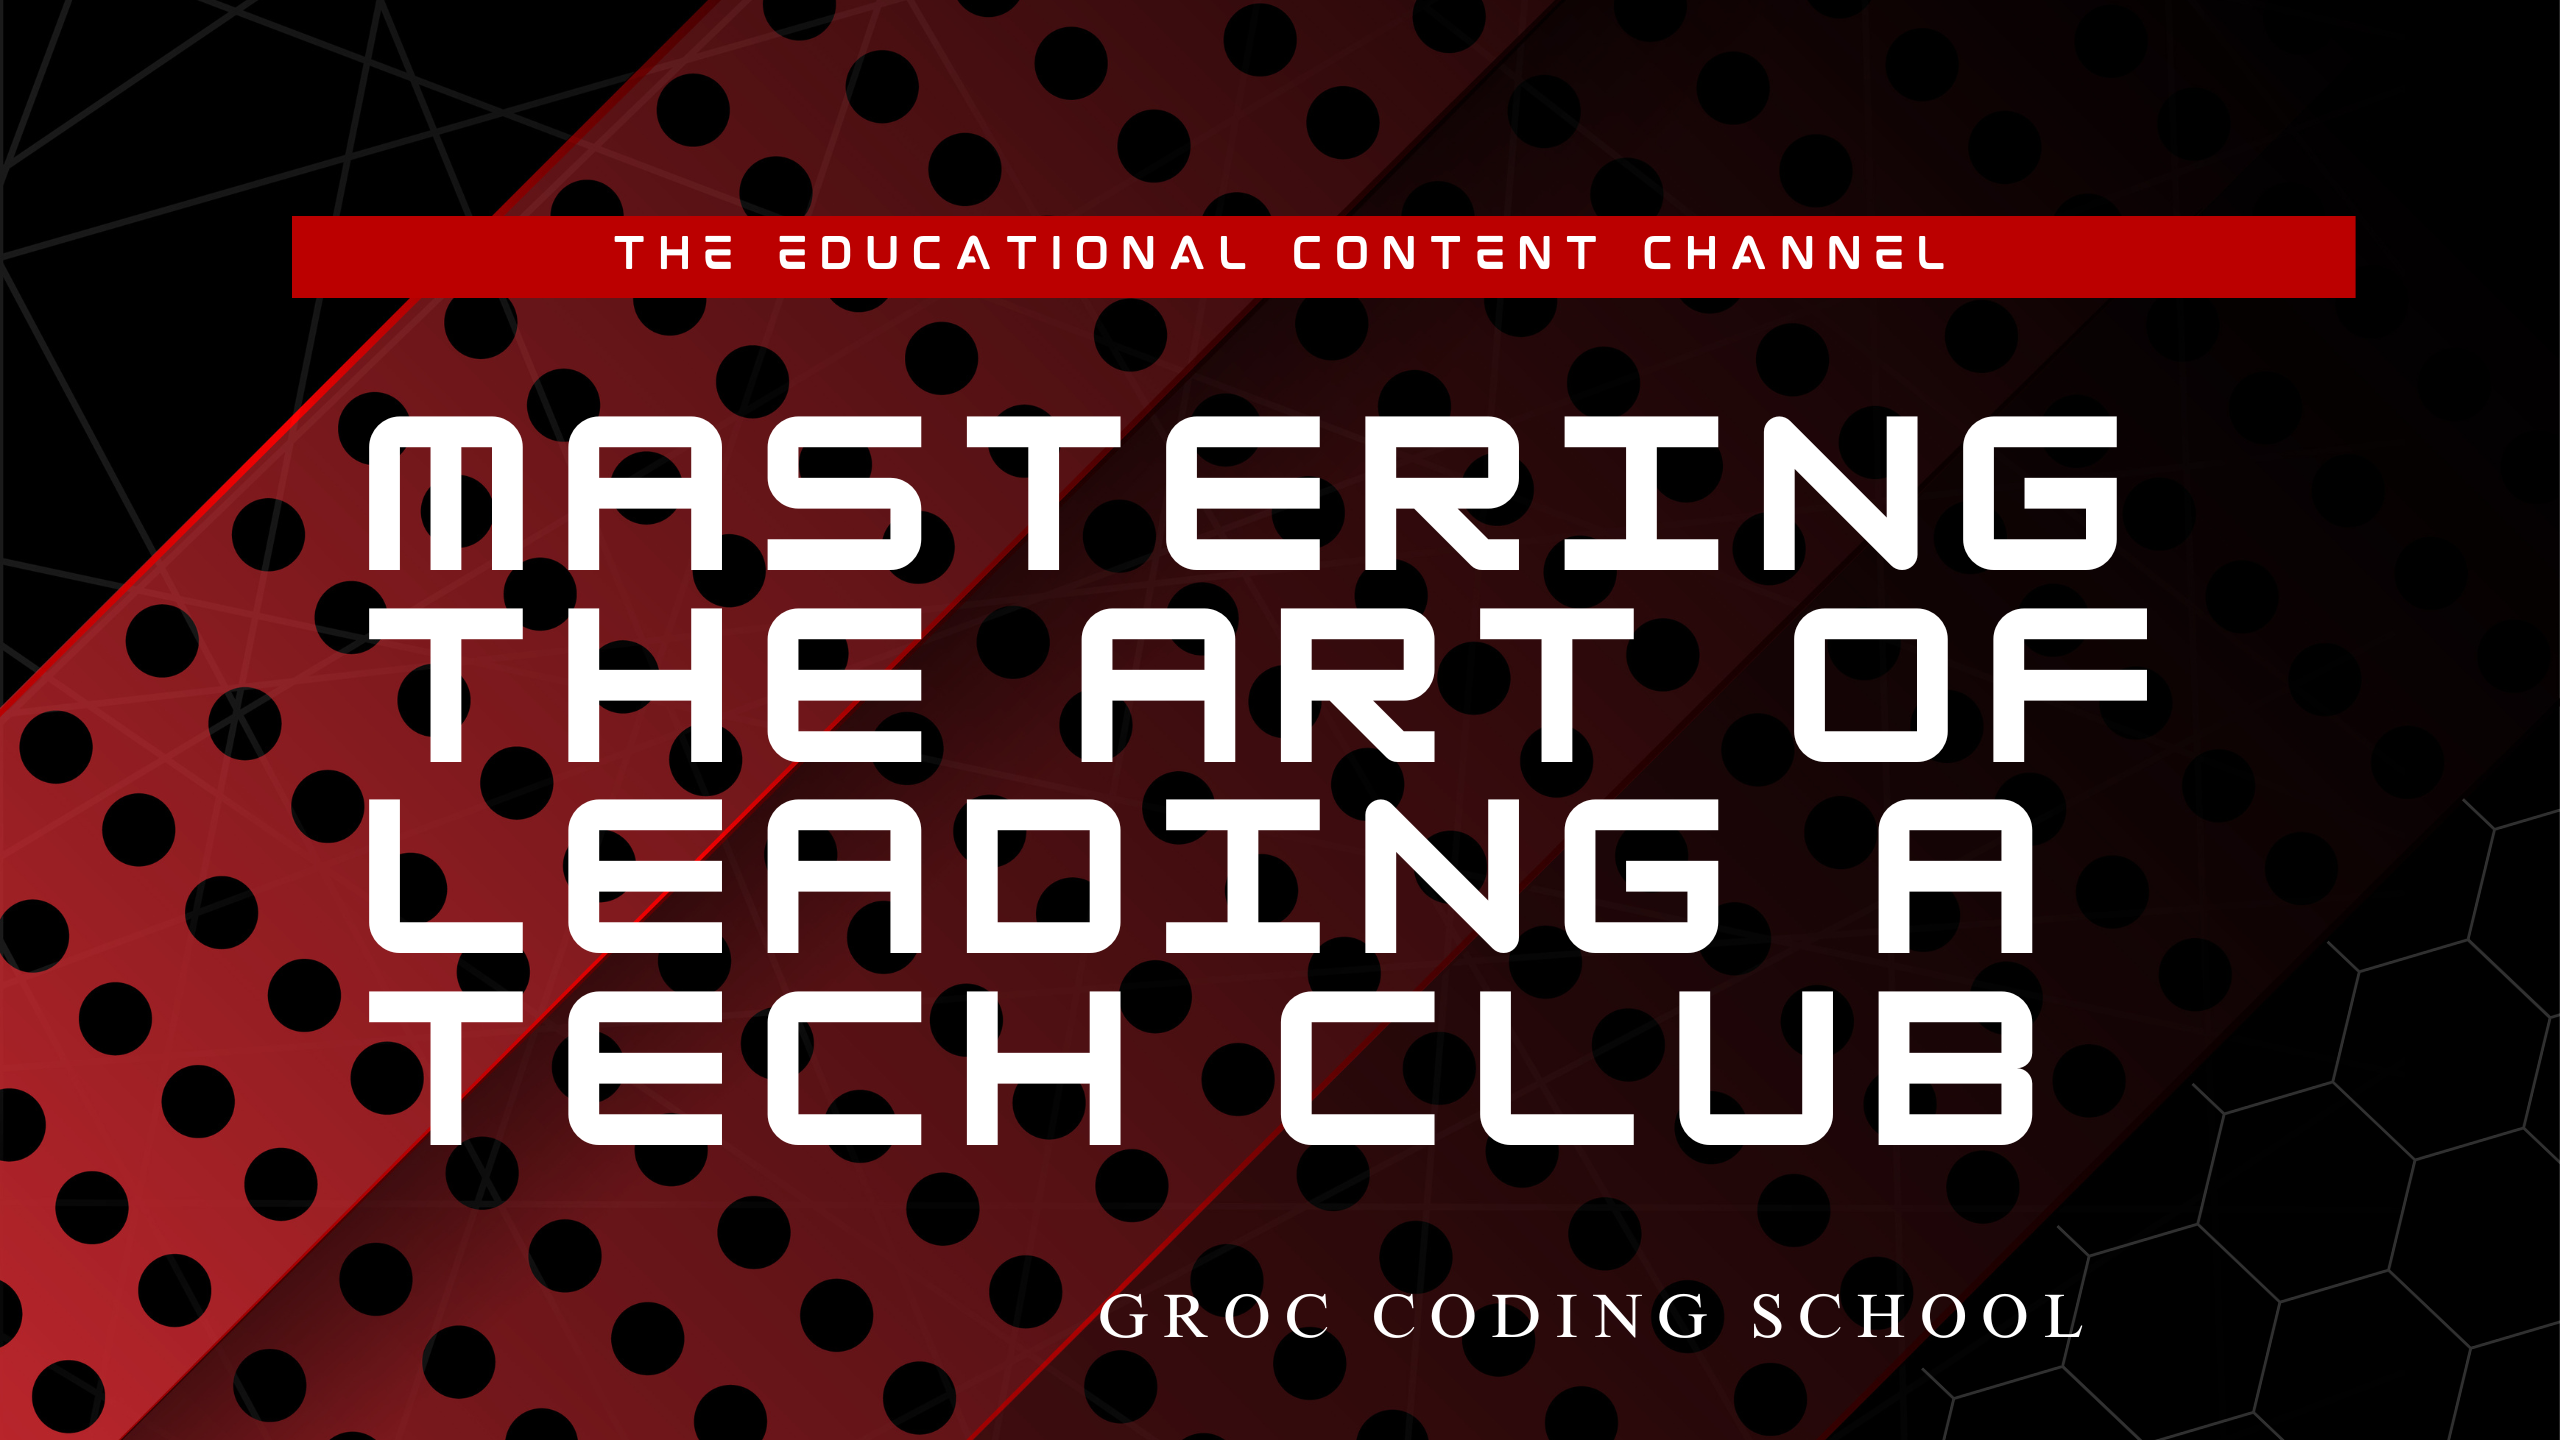 THE EDUCATIONAL CONTENT CHANNEL
MASTERING
THE ART OF
LEADING A
TECH CLUB
GROC CODING SCHOOL